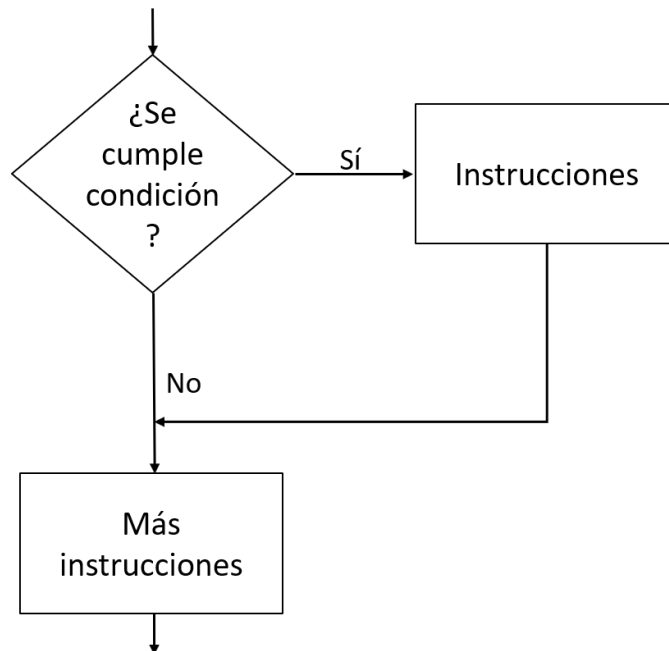 ¿Se
cumple
condición
?
Sí
Instrucciones
No
Más
instrucciones